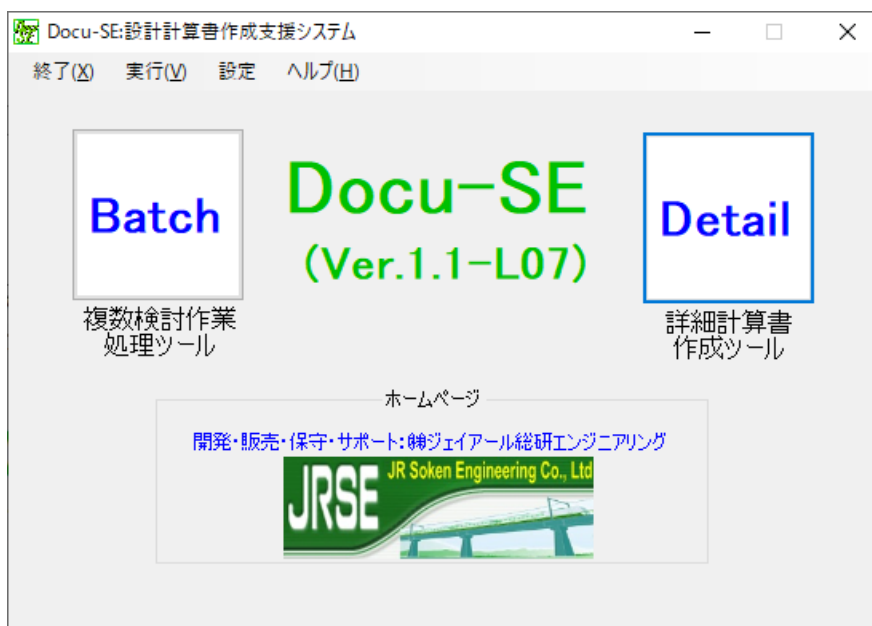 Docu-SE:設計計算書作成支援システム
終了(X) 実行(V) 設定 ヘルプ(H)
Batch
Docu-SE
(Ver.1.1-L07)
Detail
複数検討作業
処理ツール
詳細計算書
作成ツール
ホームページ
開発・販売・保守・サポート:㈱ジェイアール総研エンジニアリング
JRSE
JR Soken Engineering Co., Ltd